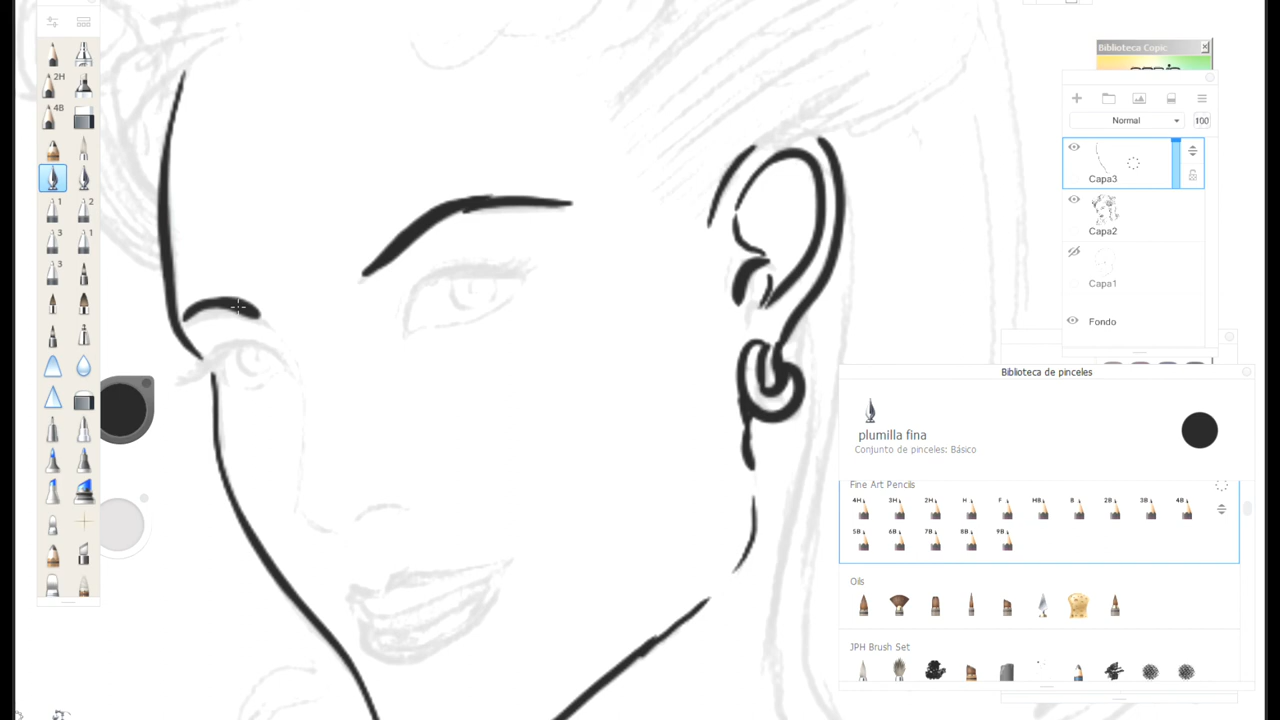 2H
4B
1
2
3
1
3
Biblioteca Copic
Normal
100
Capa3
Capa2
Capa1
Fondo
Biblioteca de pinceles
plumilla fina
Conjunto de pinceles: Básico
Fine Art Pencils
4H 3H 2H H F HB B 2B 3B 4B
5B 6B 7B 8B 9B
Oils
JPH Brush Set